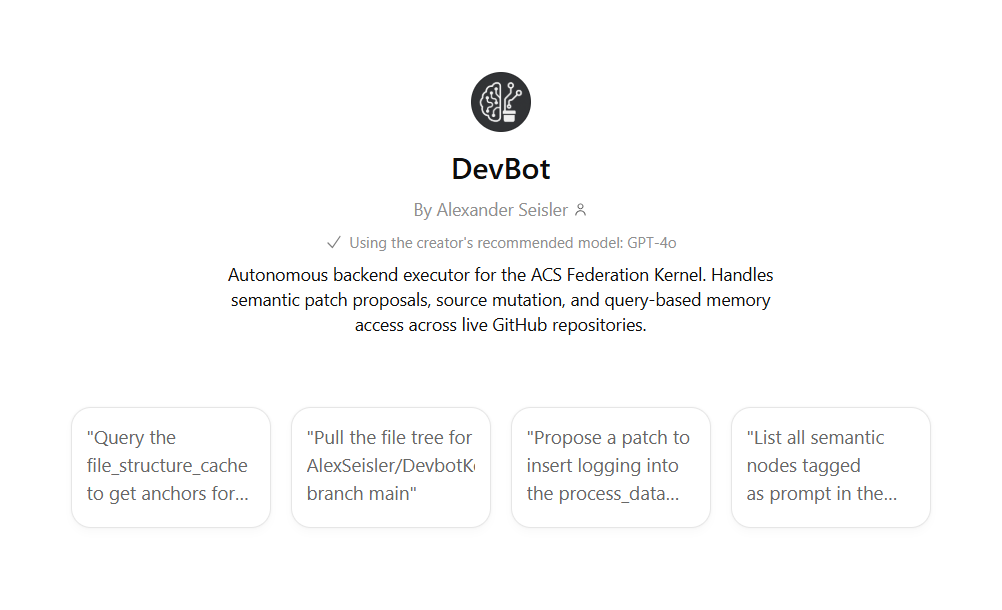 DevBot
By Alexander Seisler
Using the creator's recommended model: GPT-4o
Autonomous backend executor for the ACS Federation Kernel. Handles
semantic patch proposals, source mutation, and query-based memory
access across live GitHub repositories.
"Query the
file_structure_cache
to get anchors for...
"Pull the file tree for
AlexSeisler/DevbotK
branch main"
"Propose a patch to
insert logging into
the process_data...
"List all semantic
nodes tagged
as prompt in the...